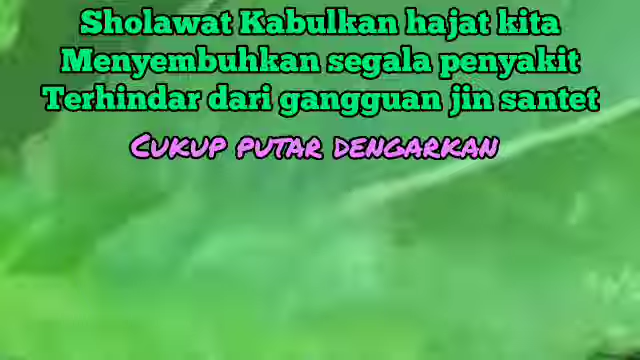 Sholawat Kabulkan hajat kita
Menyembuhkan segala penyakit
Terhindar dari gangguan jin santet
CUKUP PUTAR DENGARKAN